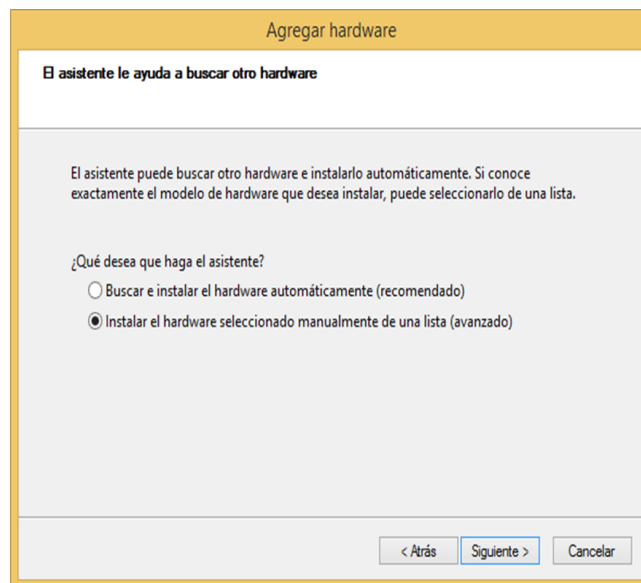 Agregar hardware
El asistente le ayuda a buscar otro hardware
El asistente puede buscar otro hardware e instalarlo automáticamente. Si conoce
exactamente el modelo de hardware que desea instalar, puede seleccionarlo de una lista.
¿Qué desea que haga el asistente?
Buscar e instalar el hardware automáticamente (recomendado)
Instalar el hardware seleccionado manualmente de una lista (avanzado)
< Atrás Siguiente > Cancelar